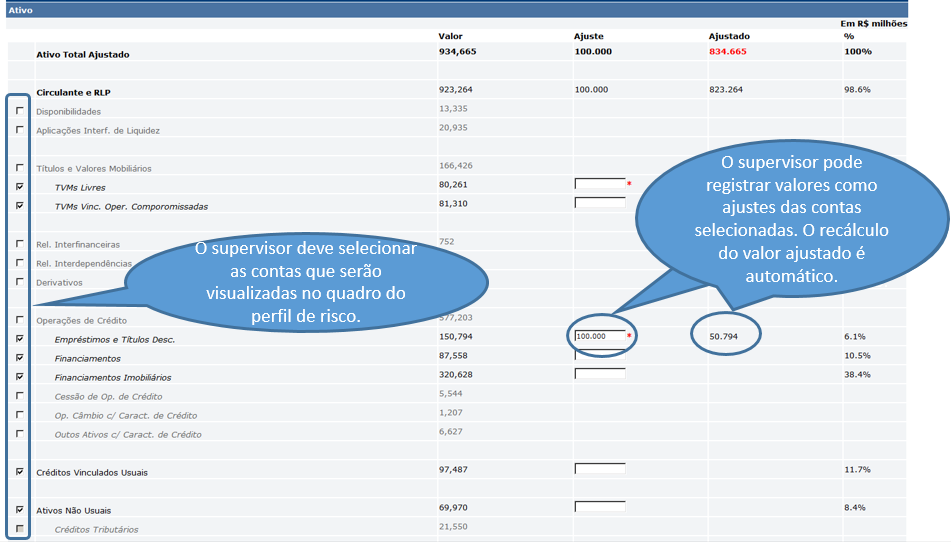 Ativo
Em R$ milhões
Valor Ajuste Ajustado %
Ativo Total Ajustado 934,665 100.000 834.665 100%
Circulante e RLP 923,264 100.000 823.264 98.6%
Disponibilidades 13,335
Aplicações Interf. de Liquidez 20,935
Títulos e Valores Mobiliários 166,426
TVMs Livres 80,261 *
TVMs Vinc. Oper. Comporomissadas 81,310
Rel. Interfinanceiras 752
Rel. Interdependências
Derivativos
O supervisor deve selecionar
as contas que serão
visualizadas no quadro do
perfil de risco.
O supervisor pode
registrar valores como
ajustes das contas
selecionadas. O recálculo
do valor ajustado é
automático.
Operações de Crédito 577,203
Empréstimos e Títulos Desc. 150,794 100.000 * 50.794 6.1%
Financiamentos 87,558 10.5%
Financiamentos Imobiliários 320,628 38.4%
Cessão de Op. de Crédito 5,544
Op. Câmbio c/ Caract. de Crédito 1,207
Outos Ativos c/ Caract. de Crédito 6,627
Créditos Vinculados Usuais 97,487 11.7%
Ativos Não Usuais 69,970 8.4%
Créditos Tributários 21,550